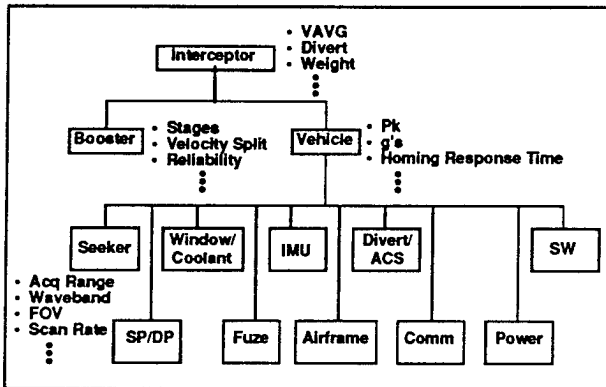 • VAVG
• Divert
• Weight
Interceptor
Booster
• Stages
• Velocity Split
• Reliability
Vehicle
• Pk
• g's
• Homing Response Time
Seeker
Window/
Coolant
IMU
Divert/
ACS
SW
• Acq Range
• Waveband
• FOV
• Scan Rate
SP/DP
Fuze
Airframe
Comm
Power